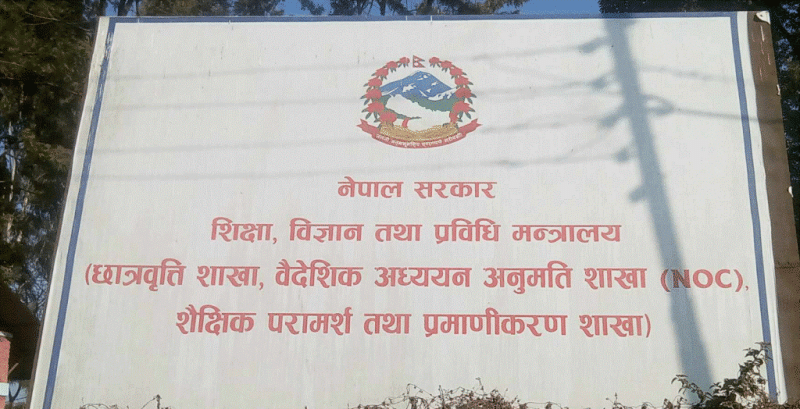 नेपाल सरकार
शिक्षा, विज्ञान तथा प्रविधि मन्त्रालय
(छात्रवृत्ति शाखा, वैदेशिक अध्ययन अनुमति शाखा (NOC),
शैक्षिक परामर्श तथा प्रमाणीकरण शाखा)